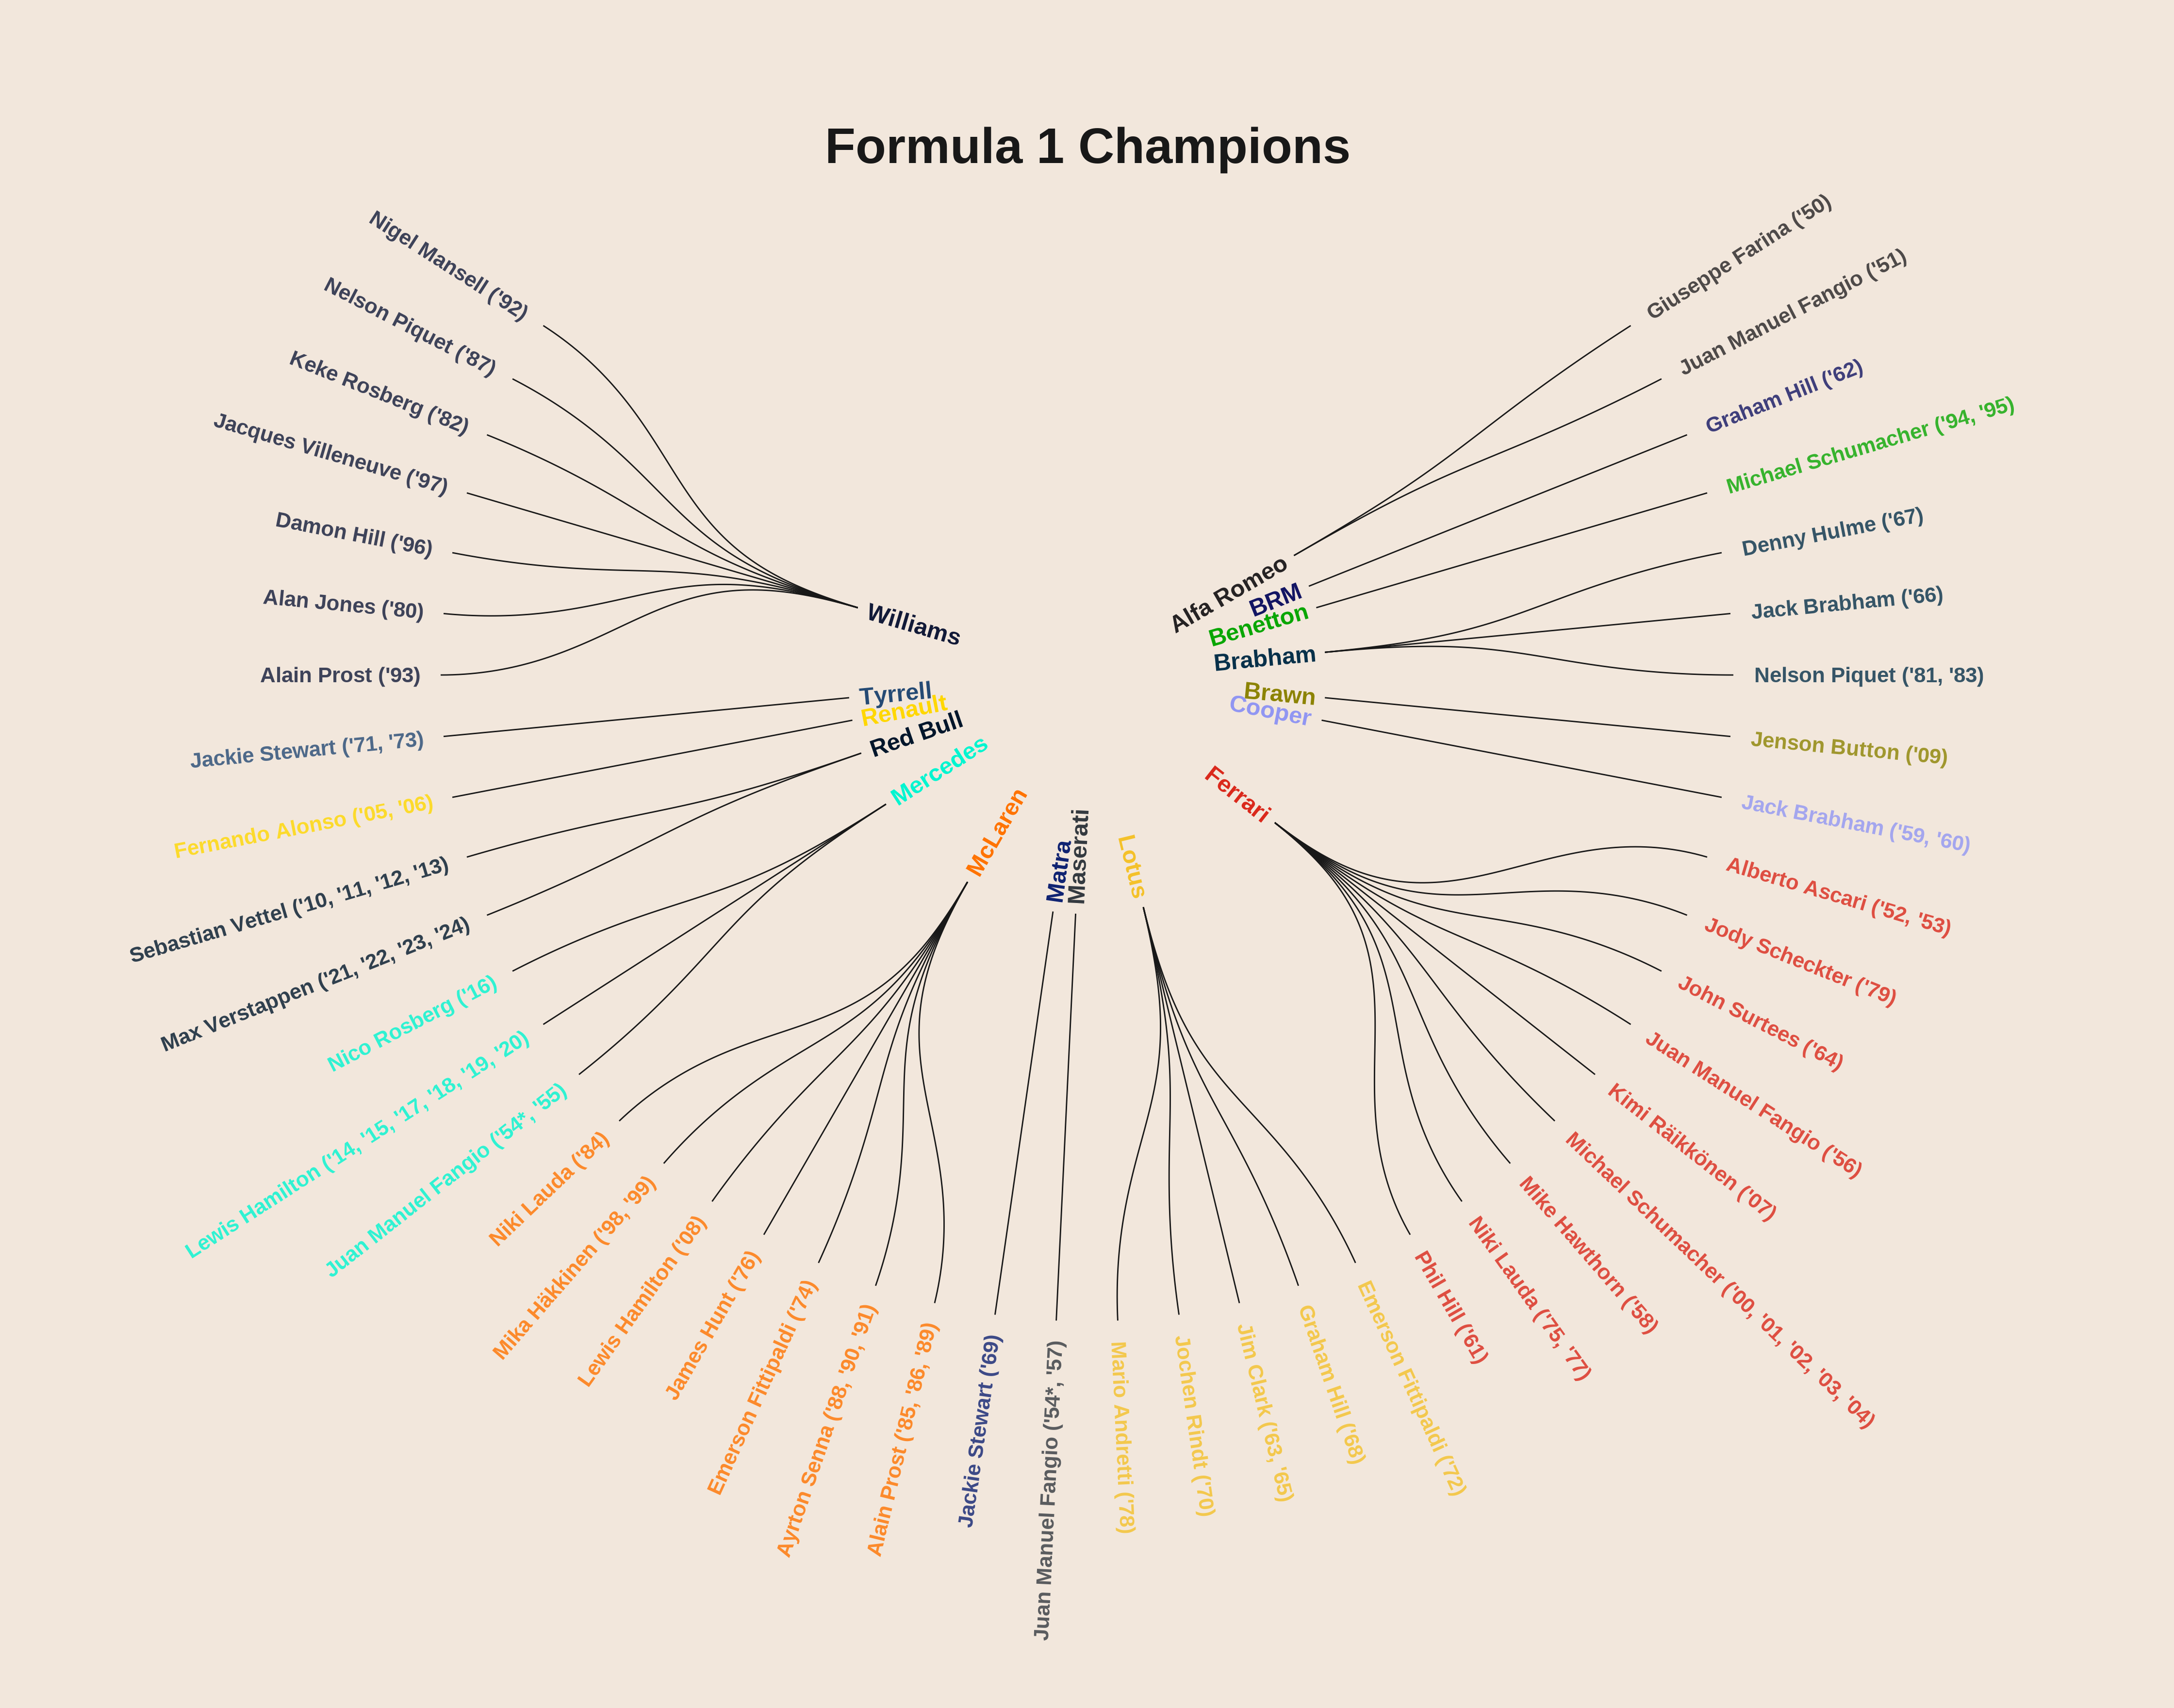 Formula 1 Champions
Alfa Romeo
Giuseppe Farina ('50)
Juan Manuel Fangio ('51)
BRM
Graham Hill ('62)
Benetton
Michael Schumacher ('94, '95)
Brabham
Denny Hulme ('67)
Jack Brabham ('66)
Nelson Piquet ('81, '83)
Brawn
Jenson Button ('09)
Cooper
Jack Brabham ('59, '60)
Ferrari
Alberto Ascari ('52, '53)
Jody Scheckter ('79)
John Surtees ('64)
Juan Manuel Fangio ('56)
Kimi Räikkönen ('07)
Michael Schumacher ('00, '01, '02, '03, '04)
Mike Hawthorn ('58)
Niki Lauda ('75, '77)
Phil Hill ('61)
Lotus
Emerson Fittipaldi ('72)
Graham Hill ('68)
Jim Clark ('63, '65)
Jochen Rindt ('70)
Mario Andretti ('78)
Maserati
Juan Manuel Fangio ('54*, '57)
Matra
Jackie Stewart ('69)
McLaren
Alain Prost ('85, '86, '89)
Ayrton Senna ('88, '90, '91)
Emerson Fittipaldi ('74)
James Hunt ('76)
Lewis Hamilton ('08)
Mika Häkkinen ('98, '99)
Niki Lauda ('84)
Mercedes
Juan Manuel Fangio ('54*, '55)
Lewis Hamilton ('14, '15, '17, '18, '19, '20)
Nico Rosberg ('16)
Red Bull
Max Verstappen ('21, '22, '23, '24)
Sebastian Vettel ('10, '11, '12, '13)
Renault
Fernando Alonso ('05, '06)
Tyrrell
Jackie Stewart ('71, '73)
Williams
Alain Prost ('93)
Alan Jones ('80)
Damon Hill ('96)
Jacques Villeneuve ('97)
Keke Rosberg ('82)
Nelson Piquet ('87)
Nigel Mansell ('92)